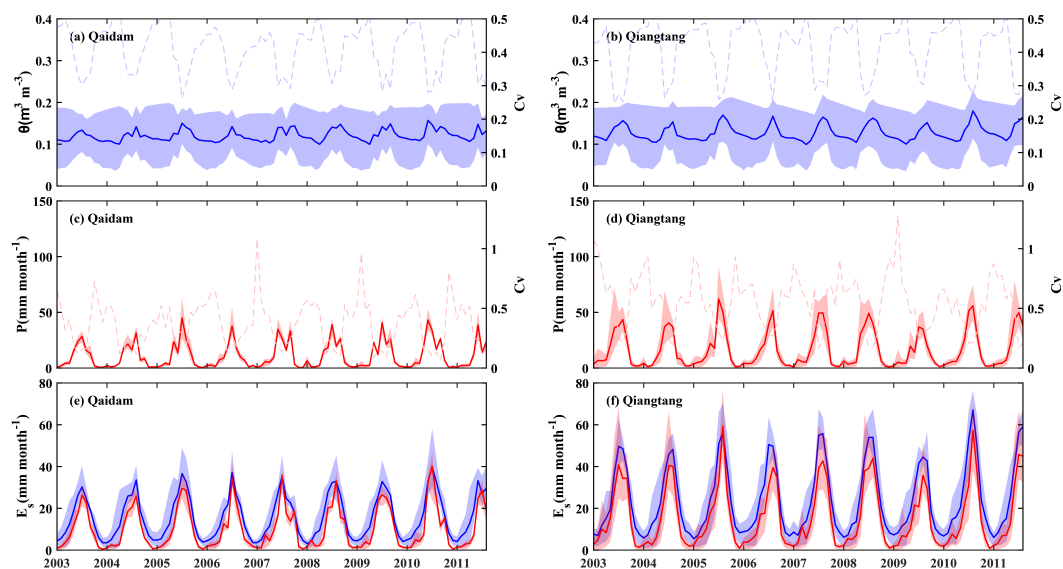 0.4
0.3
0.2
0.1
0
θ(m³ m⁻³)
(a) Qaidam
0.5
0.4
0.3
0.2
0.1
0
Cv
0.4
0.3
0.2
0.1
0
θ(m³ m⁻³)
(b) Qiangtang
0.5
0.4
0.3
0.2
0.1
0
Cv
150
100
50
0
P(mm month⁻¹)
(c) Qaidam
1
0.5
0
Cv
150
100
50
0
P(mm month⁻¹)
(d) Qiangtang
1
0.5
0
Cv
80
60
40
20
0
Eₛ(mm month⁻¹)
(e) Qaidam
2003 2004 2005 2006 2007 2008 2009 2010 2011
80
60
40
20
0
Eₛ(mm month⁻¹)
(f) Qiangtang
2003 2004 2005 2006 2007 2008 2009 2010 2011